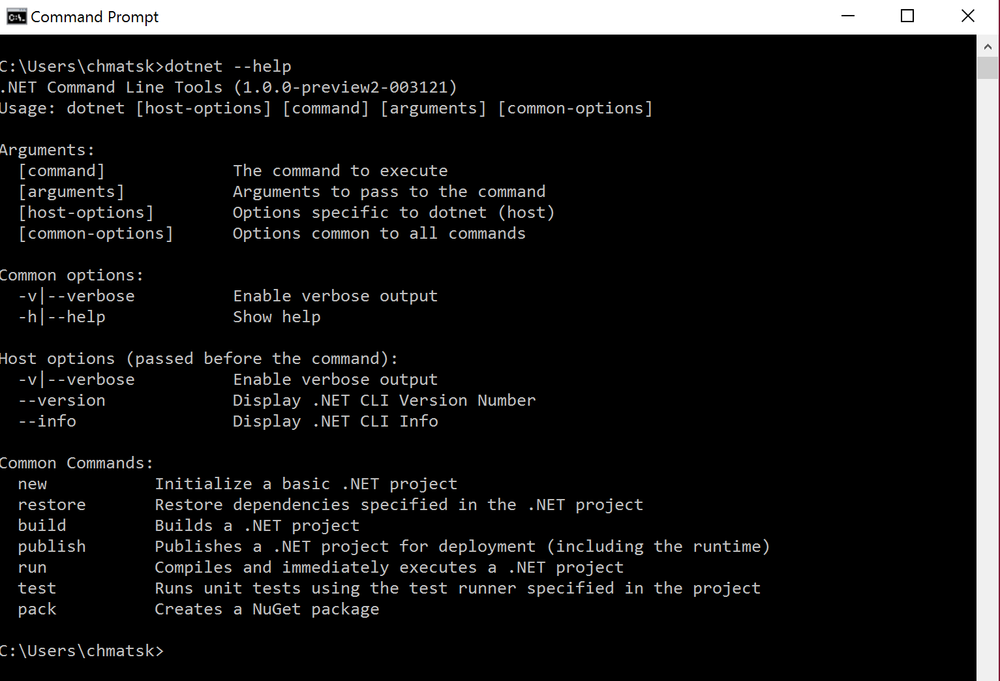 Command Prompt
C:\Users\chmatsk>dotnet --help
.NET Command Line Tools (1.0.0-preview2-003121)
Usage: dotnet [host-options] [command] [arguments] [common-options]
Arguments:
[command] The command to execute
[arguments] Arguments to pass to the command
[host-options] Options specific to dotnet (host)
[common-options] Options common to all commands
Common options:
-v|--verbose Enable verbose output
-h|--help Show help
Host options (passed before the command):
-v|--verbose Enable verbose output
--version Display .NET CLI Version Number
--info Display .NET CLI Info
Common Commands:
new Initialize a basic .NET project
restore Restore dependencies specified in the .NET project
build Builds a .NET project
publish Publishes a .NET project for deployment (including the runtime)
run Compiles and immediately executes a .NET project
test Runs unit tests using the test runner specified in the project
pack Creates a NuGet package
C:\Users\chmatsk>